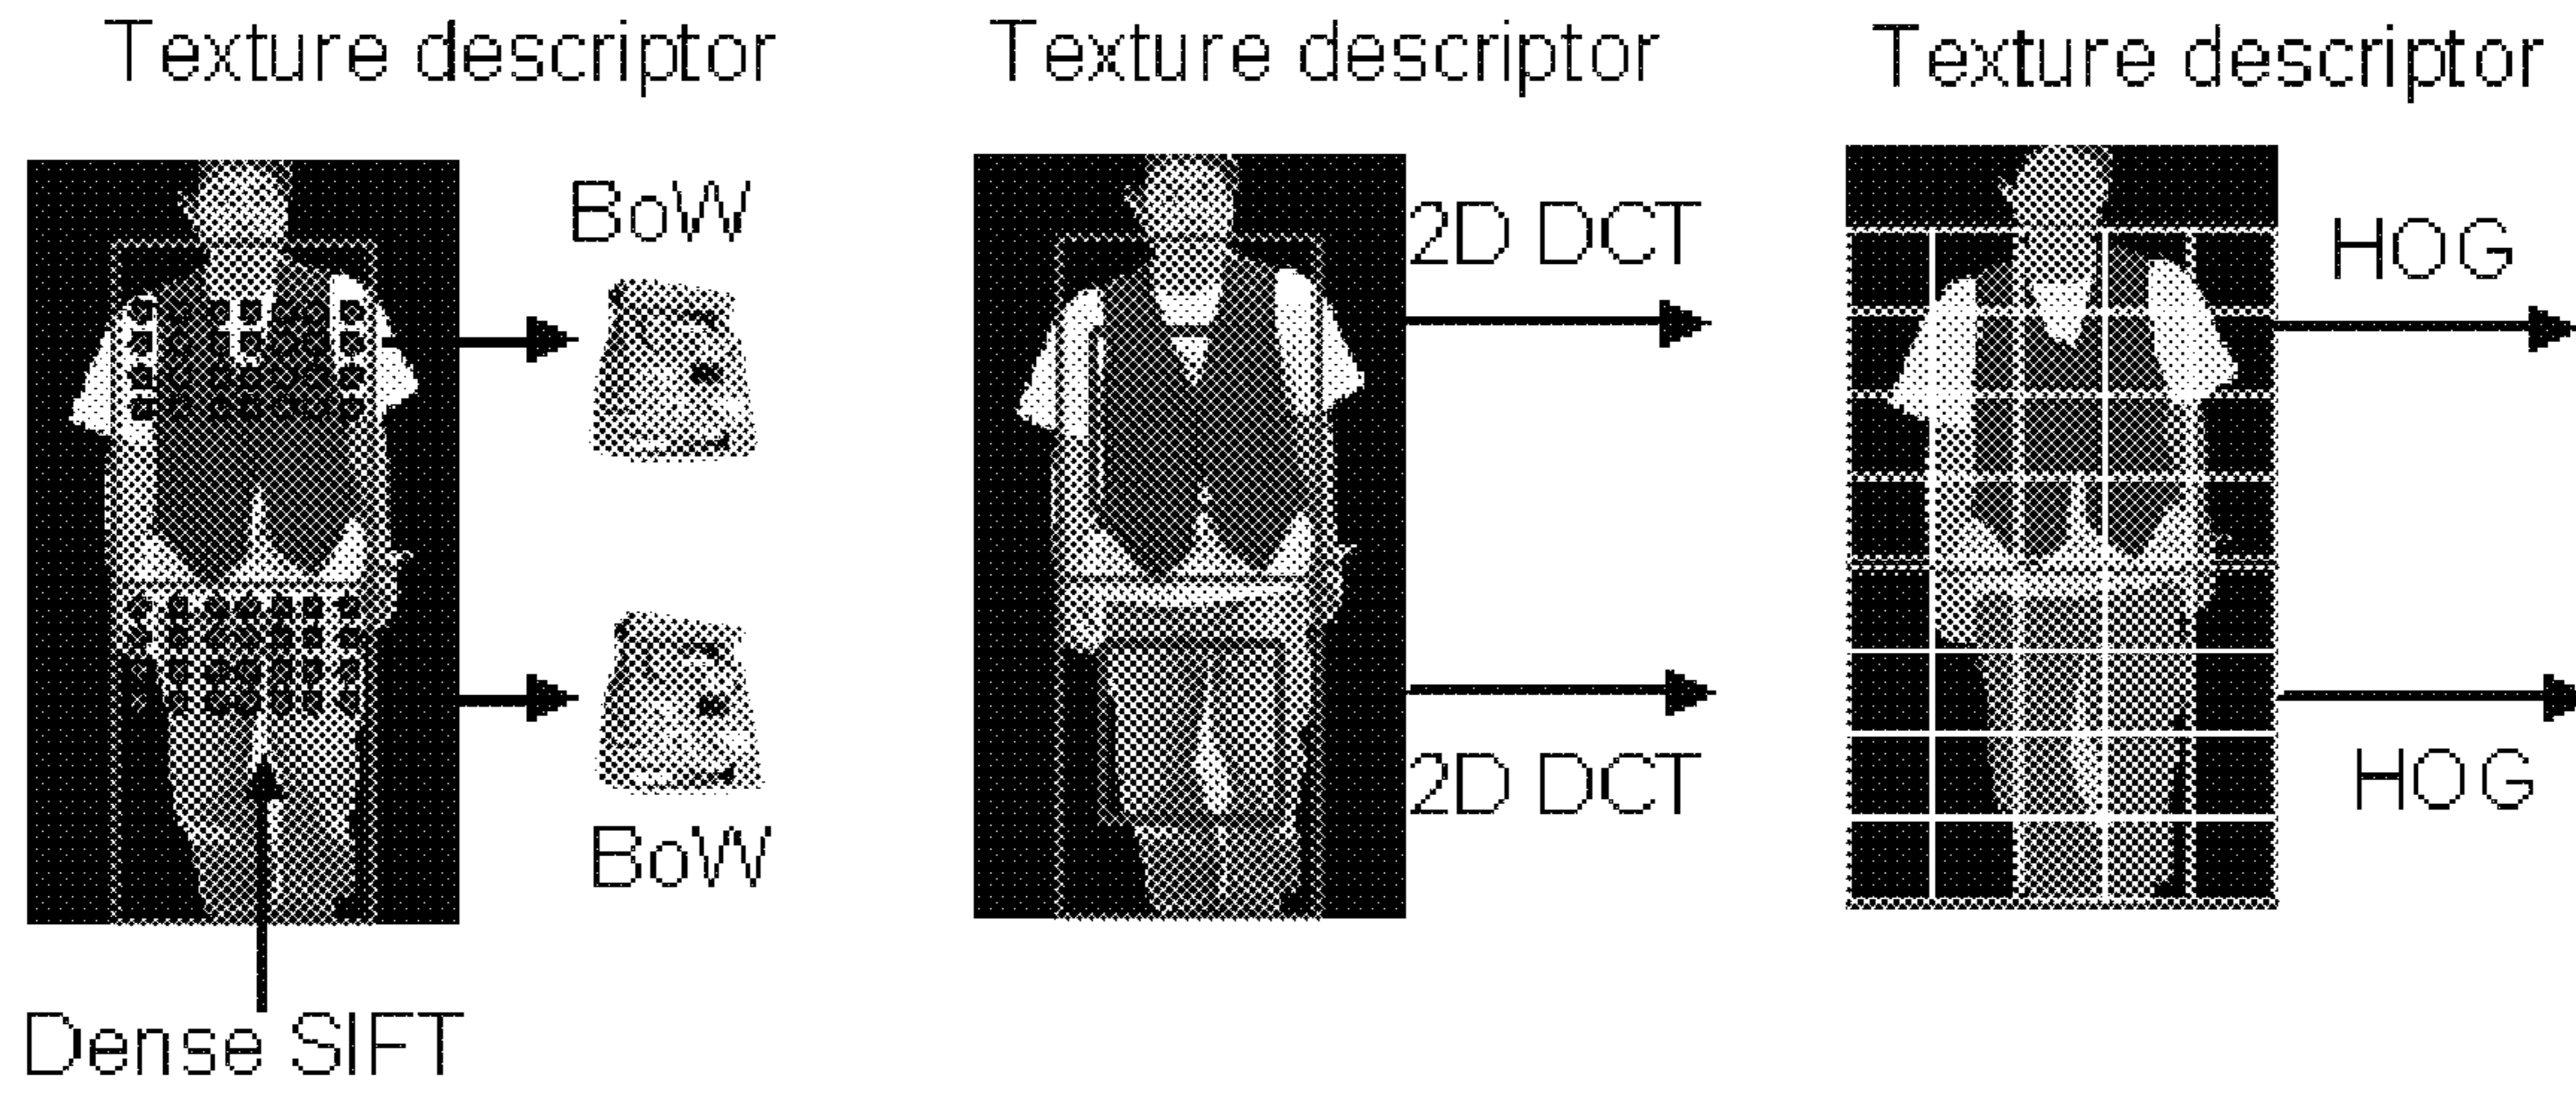 Texture descriptor
Texture descriptor
Texture descriptor
BoW
2D DCT
HOG
2D DCT
HOG
BoW
Dense SIFT